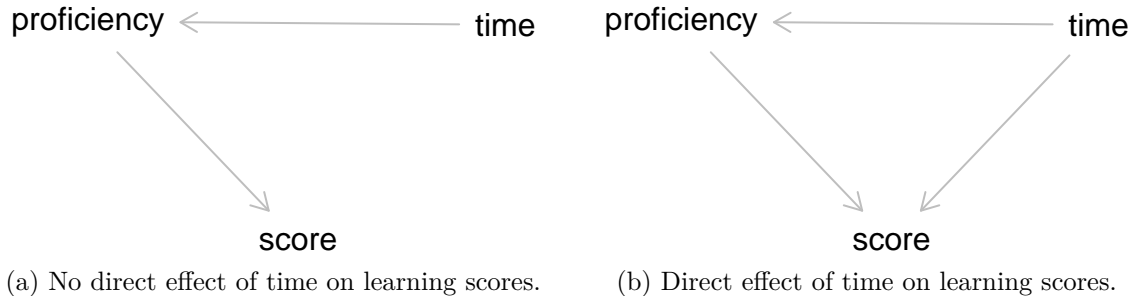 proficiency time
score
(a) No direct effect of time on learning scores.
proficiency time
score
(b) Direct effect of time on learning scores.